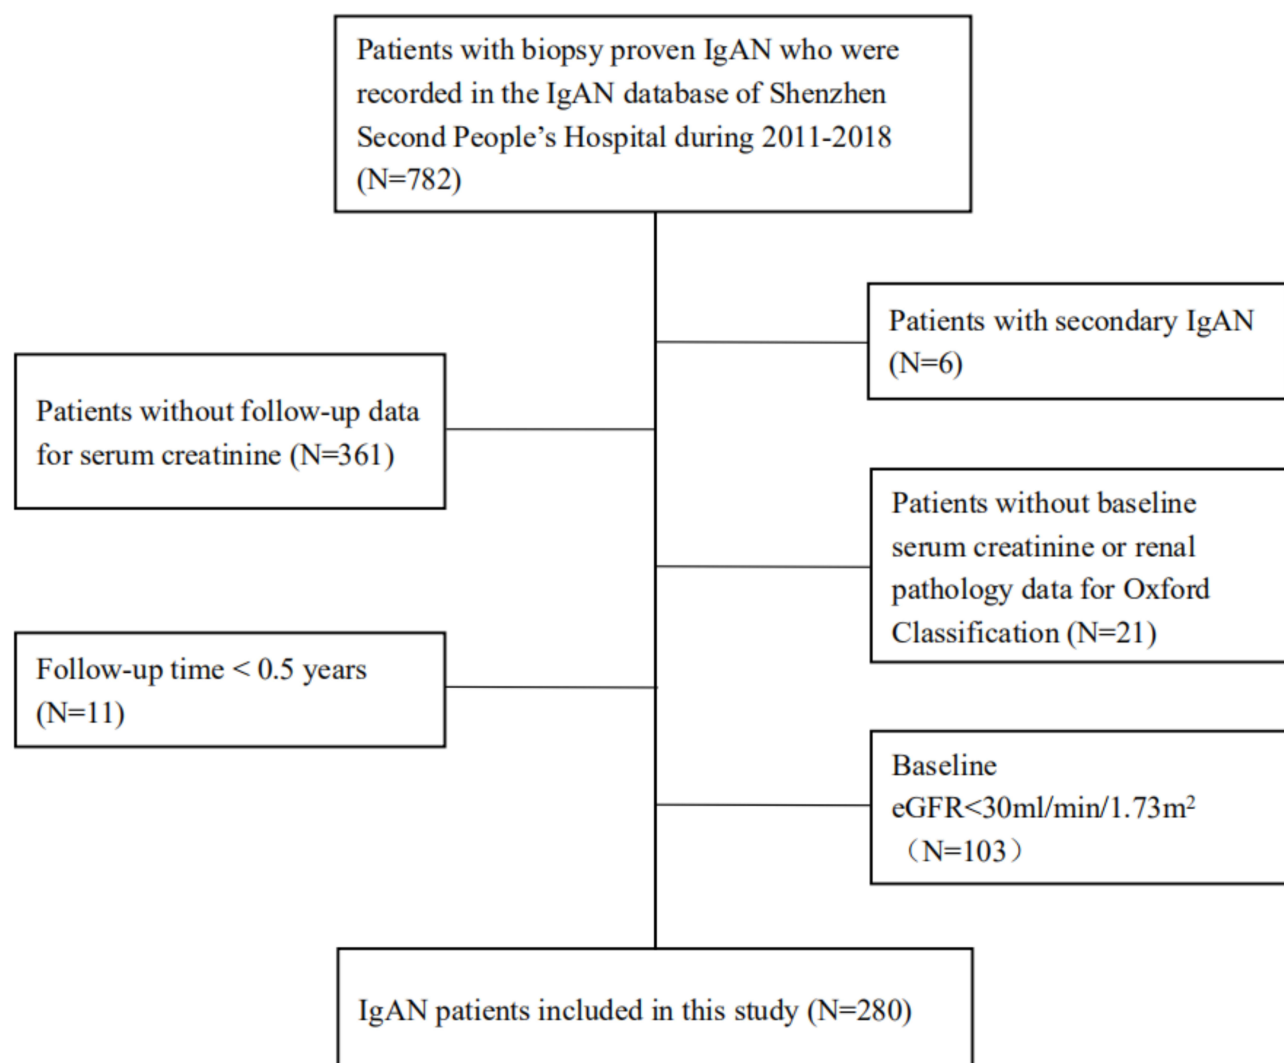 Patients with biopsy proven IgAN who were
recorded in the IgAN database of Shenzhen
Second People’s Hospital during 2011-2018
(N=782)
Patients with secondary IgAN
(N=6)
Patients without follow-up data
for serum creatinine (N=361)
Patients without baseline
serum creatinine or renal
pathology data for Oxford
Classification (N=21)
Follow-up time < 0.5 years
(N=11)
Baseline
eGFR<30ml/min/1.73m²
（N=103）
IgAN patients included in this study (N=280)